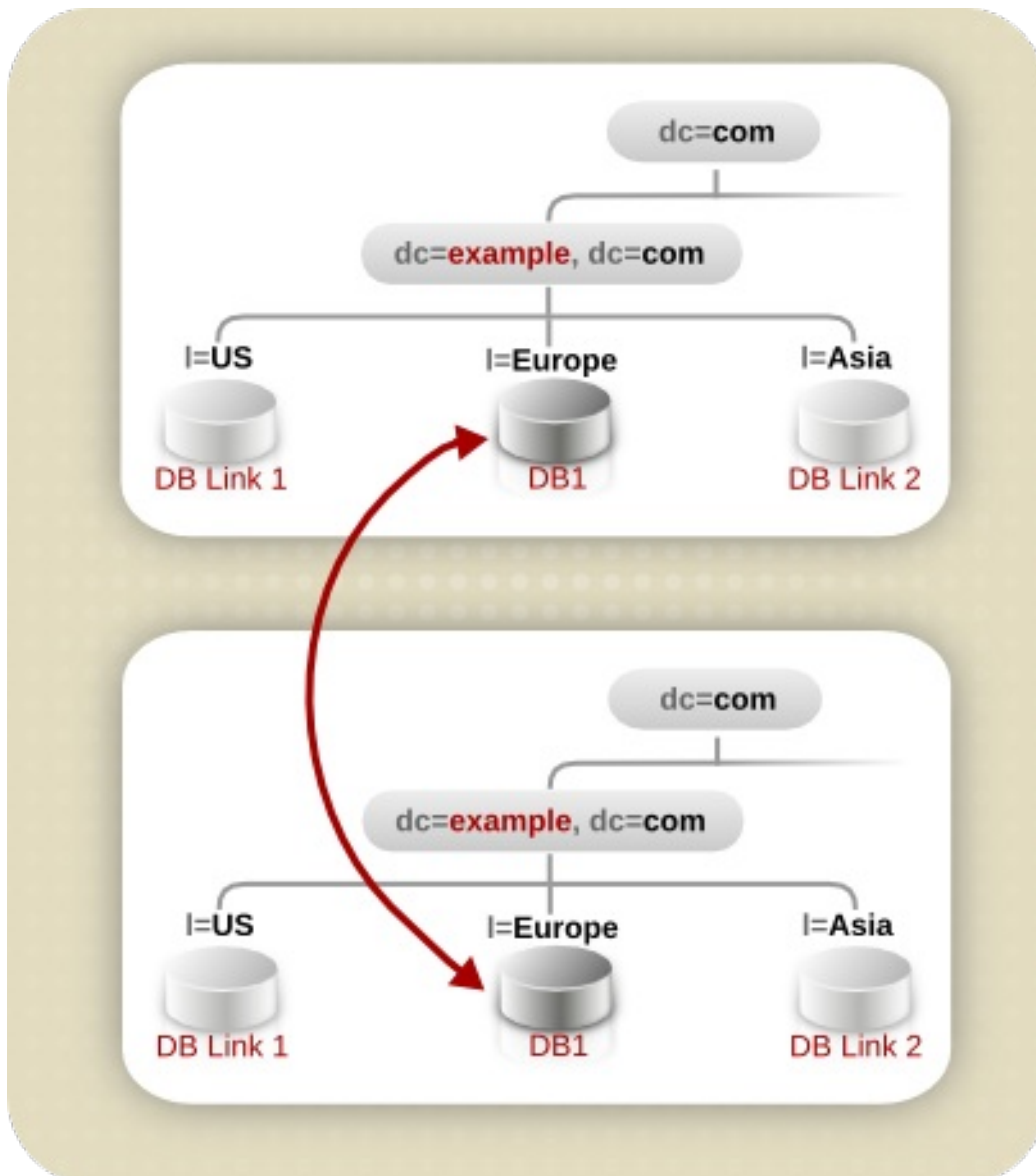 dc=com
dc=example, dc=com
l=US l=Europe l=Asia
DB Link 1 DB1 DB Link 2
dc=com
dc=example, dc=com
l=US l=Europe l=Asia
DB Link 1 DB1 DB Link 2